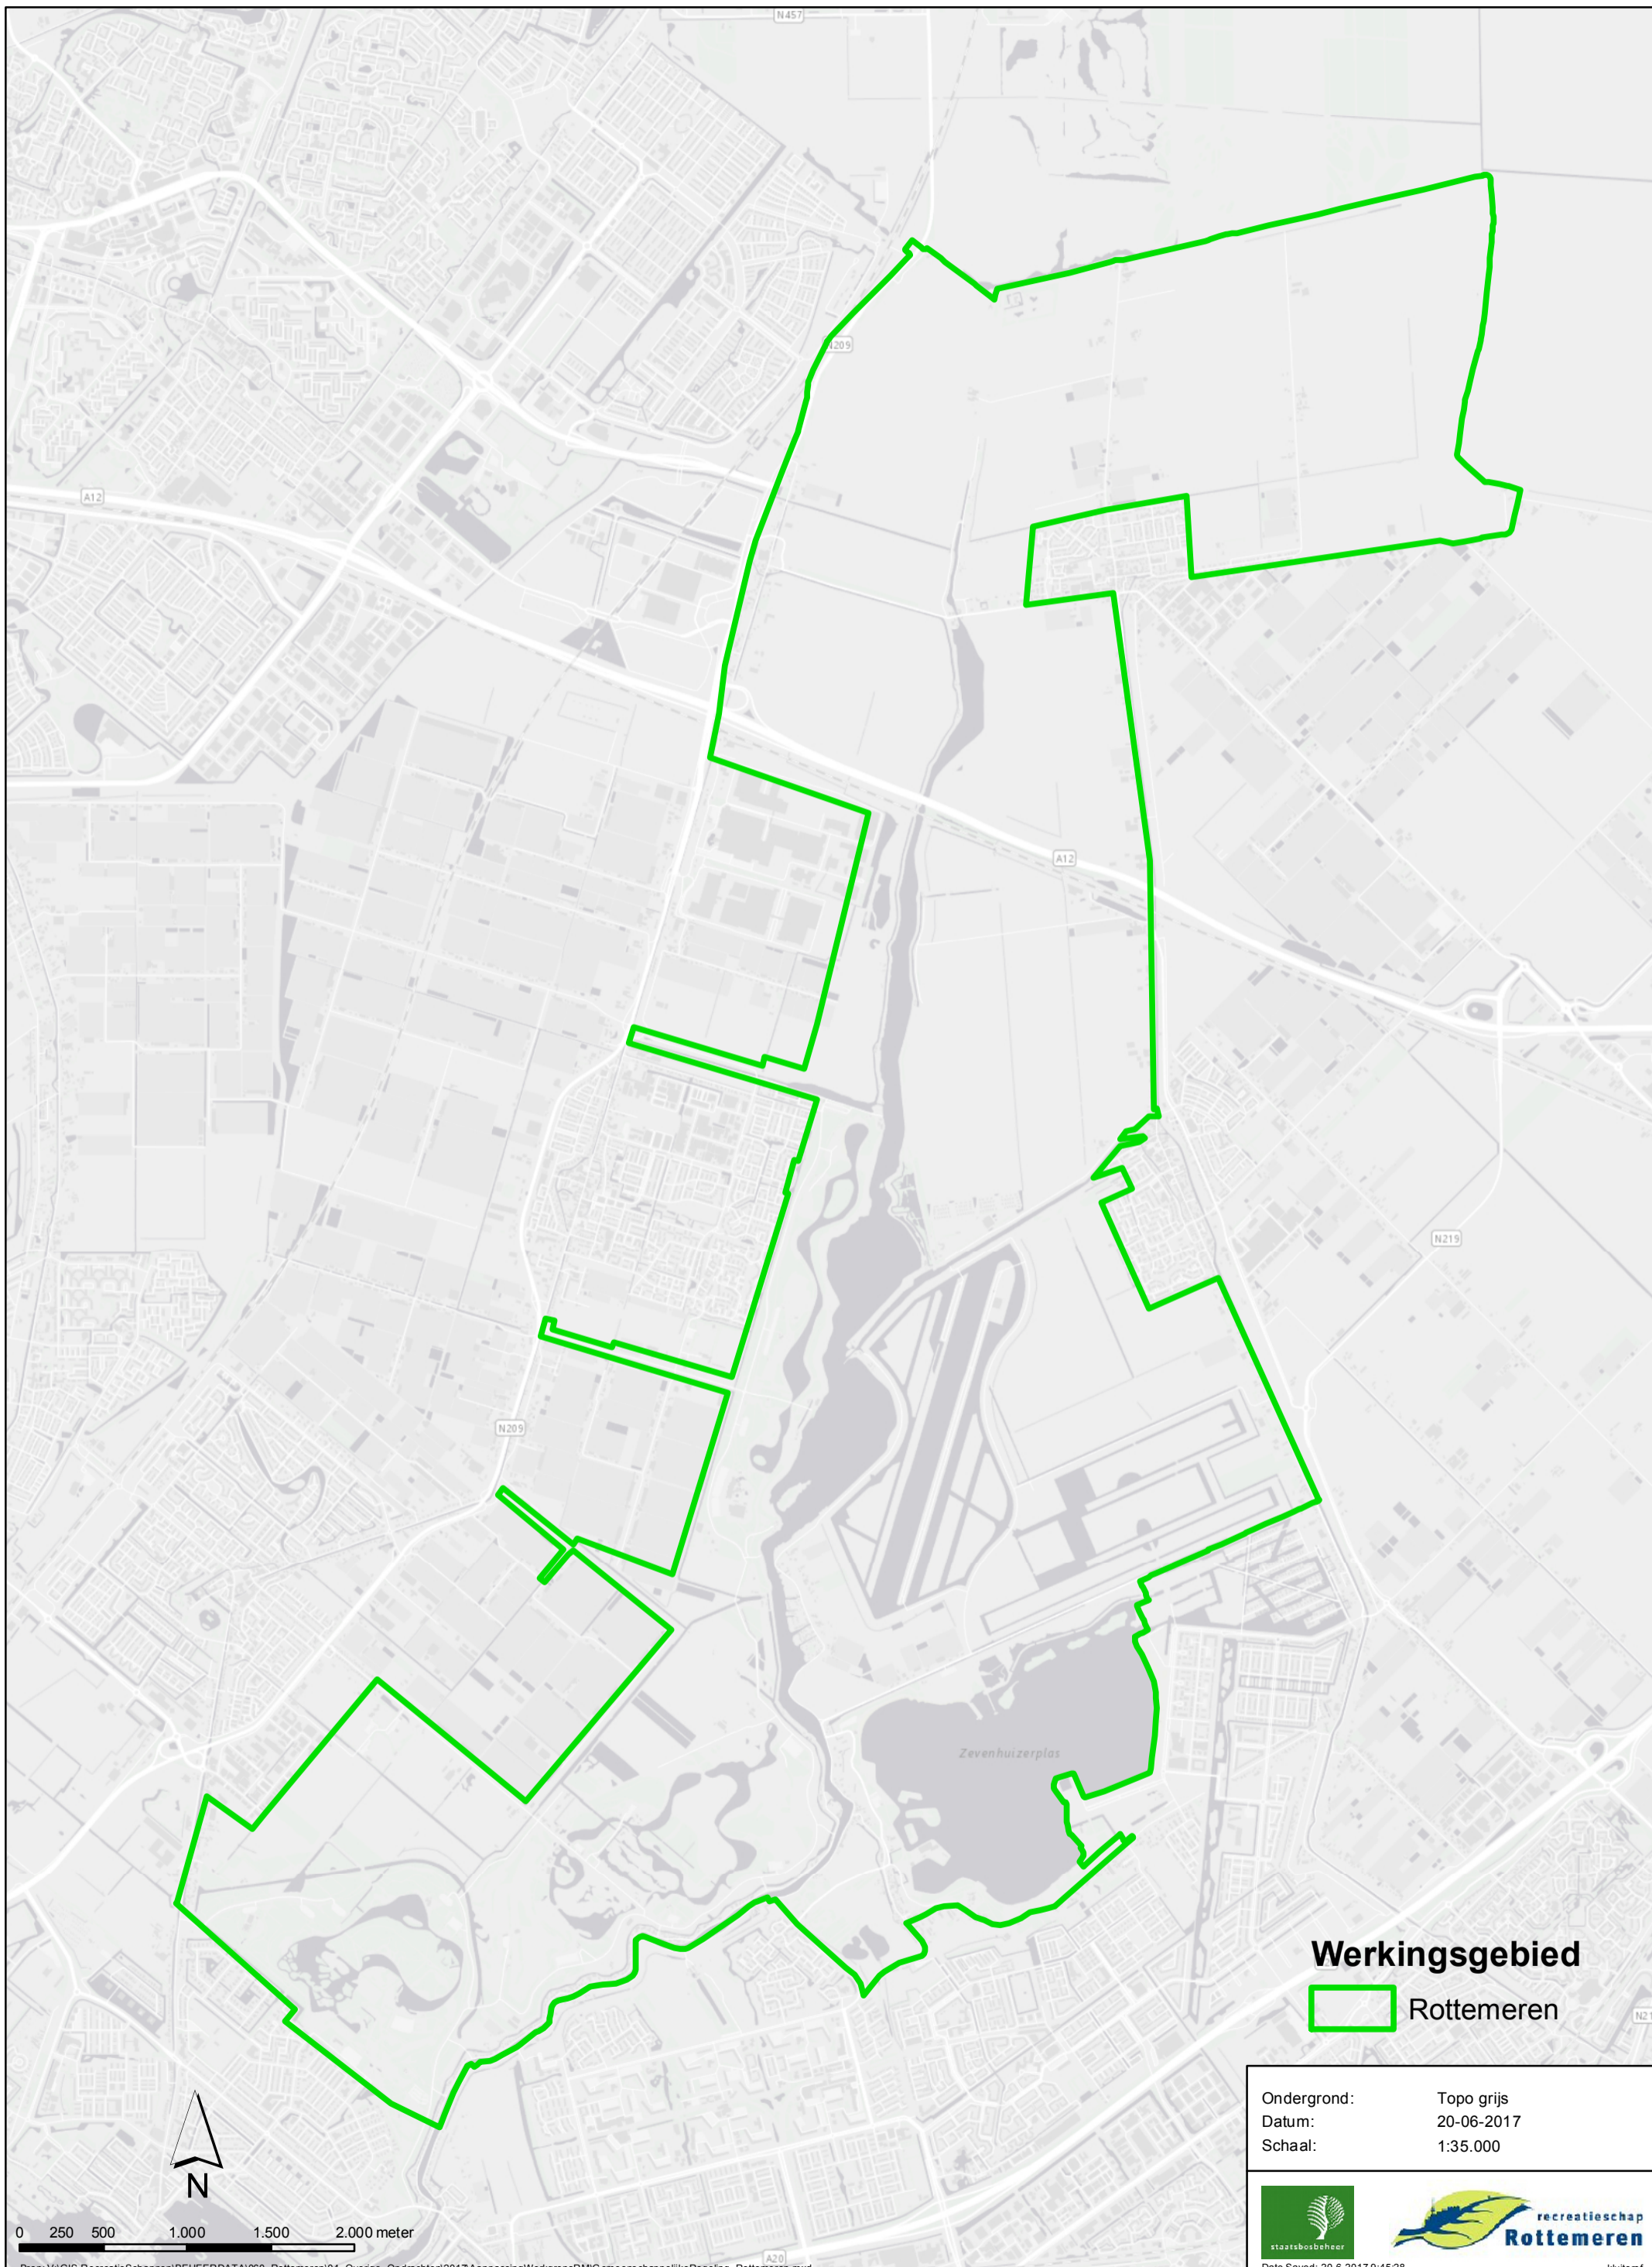 N457
N209
A12
A12
N219
N209
Zevenhuizerplas
Werkingsgebied
Rottemeren
N21
Ondergrond: Topo grijs
Datum: 20-06-2017
Schaal: 1:35.000
N
0 250 500 1.000 1.500 2.000 meter
staatsbosbeheer
recreatieschap
Rottemeren
A20